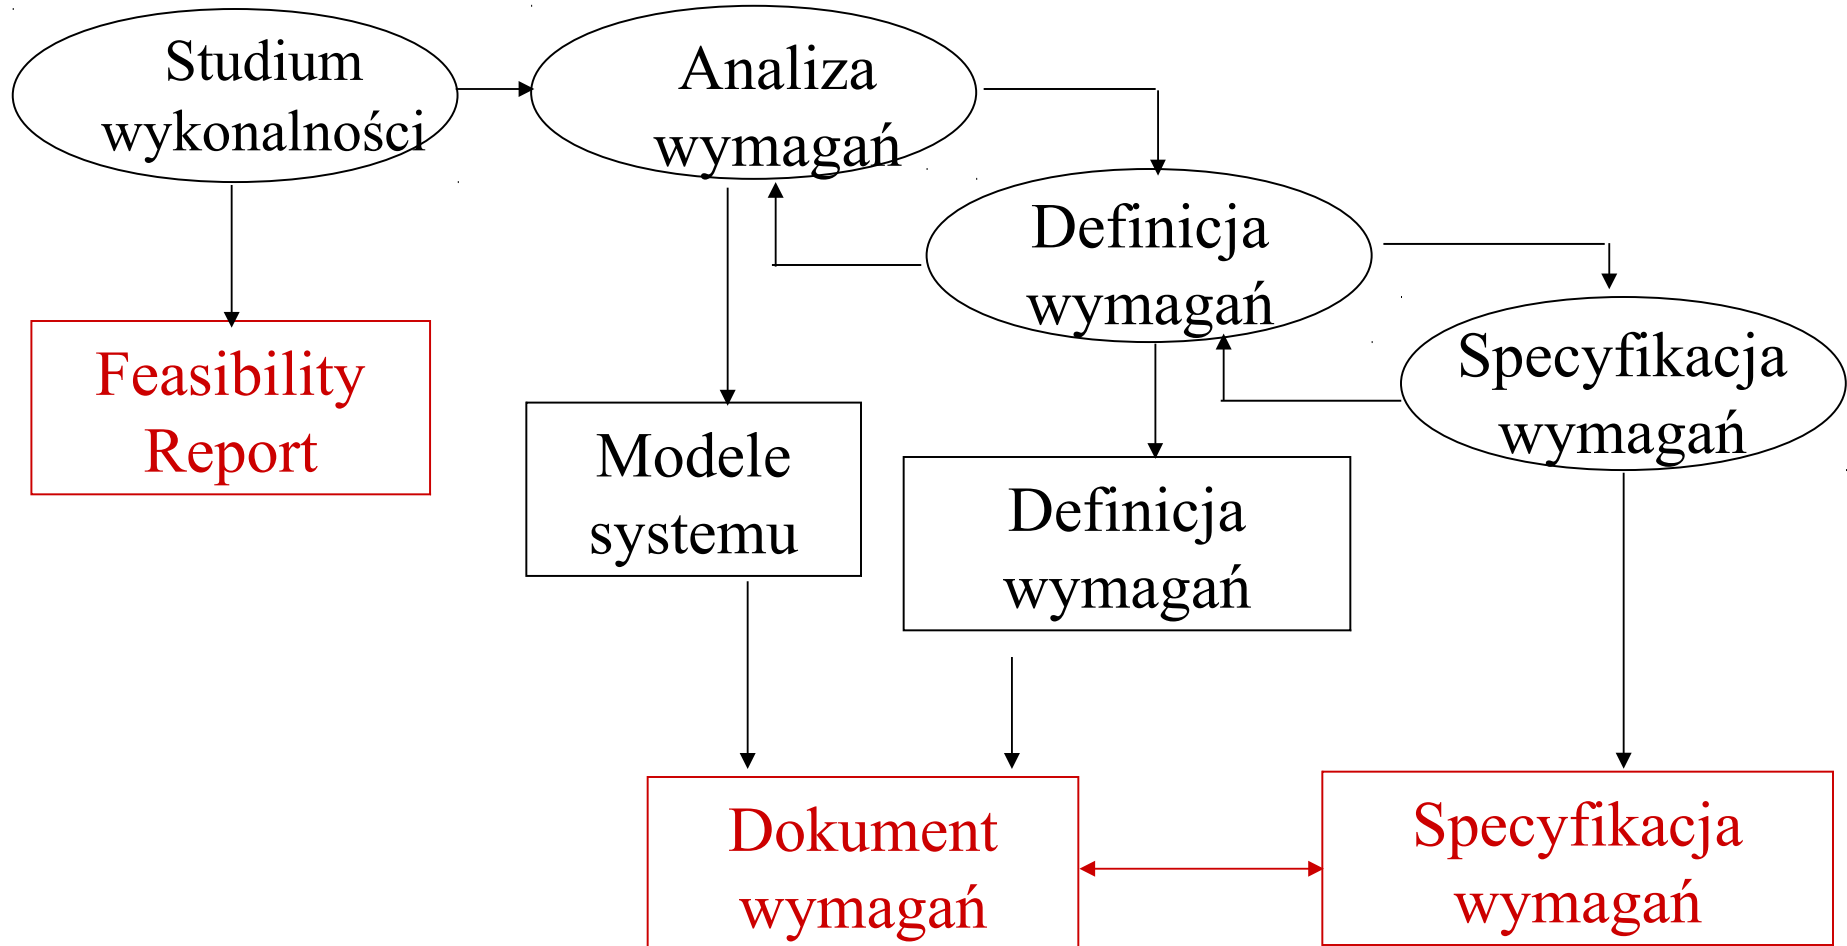 Studium
wykonalności
Analiza
wymagań
Definicja
wymagań
Specyfikacja
wymagań
Feasibility
Report
Modele
systemu
Definicja
wymagań
Dokument
wymagań
Specyfikacja
wymagań